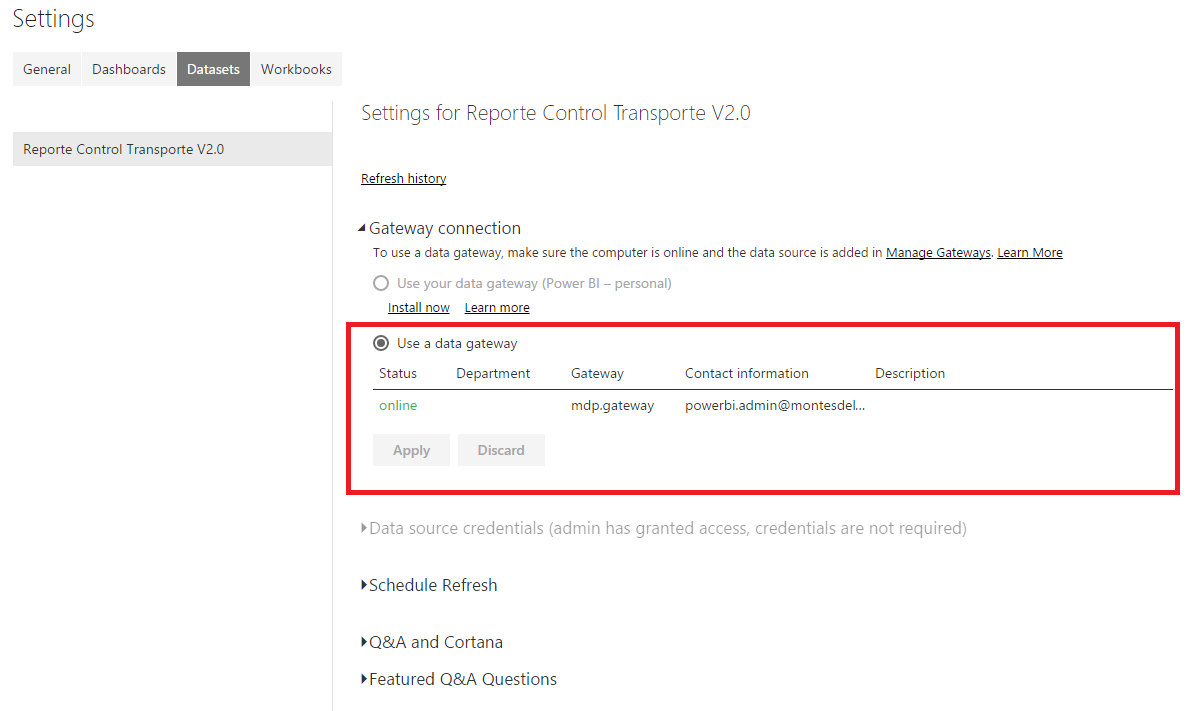 Settings
General Dashboards Datasets Workbooks
Settings for Reporte Control Transporte V2.0
Reporte Control Transporte V2.0
Refresh history
Gateway connection
To use a data gateway, make sure the computer is online and the data source is added in Manage Gateways. Learn More
Use your data gateway (Power BI – personal)
Install now Learn more
Use a data gateway
Status Department Gateway Contact information Description
online mdp.gateway powerbi.admin@montesdel...
Apply Discard
Data source credentials (admin has granted access, credentials are not required)
Schedule Refresh
Q&A and Cortana
Featured Q&A Questions